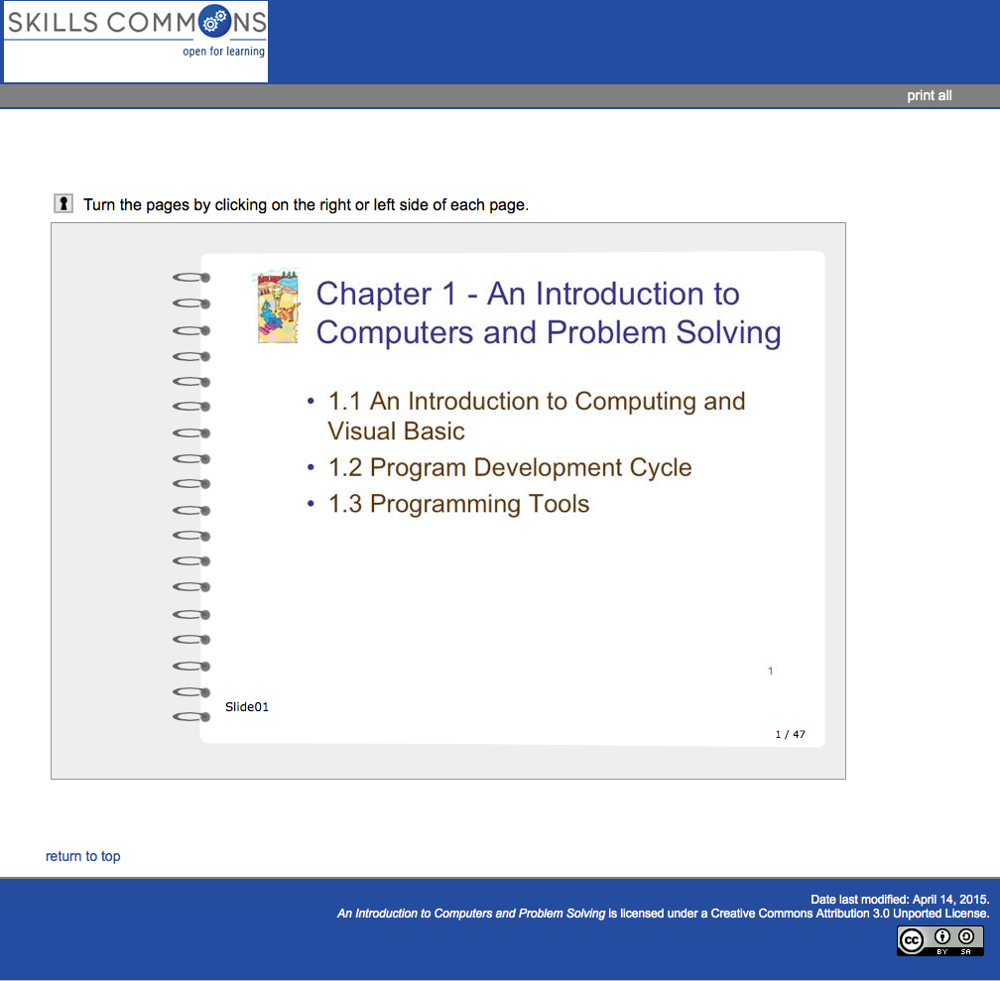 SKILLS COMMONS
open for learning
print all
Turn the pages by clicking on the right or left side of each page.
Chapter 1 - An Introduction to
Computers and Problem Solving
• 1.1 An Introduction to Computing and
Visual Basic
• 1.2 Program Development Cycle
• 1.3 Programming Tools
1
Slide01
1 / 47
return to top
Date last modified: April 14, 2015.
An Introduction to Computers and Problem Solving is licensed under a Creative Commons Attribution 3.0 Unported License.
cc
BY SA